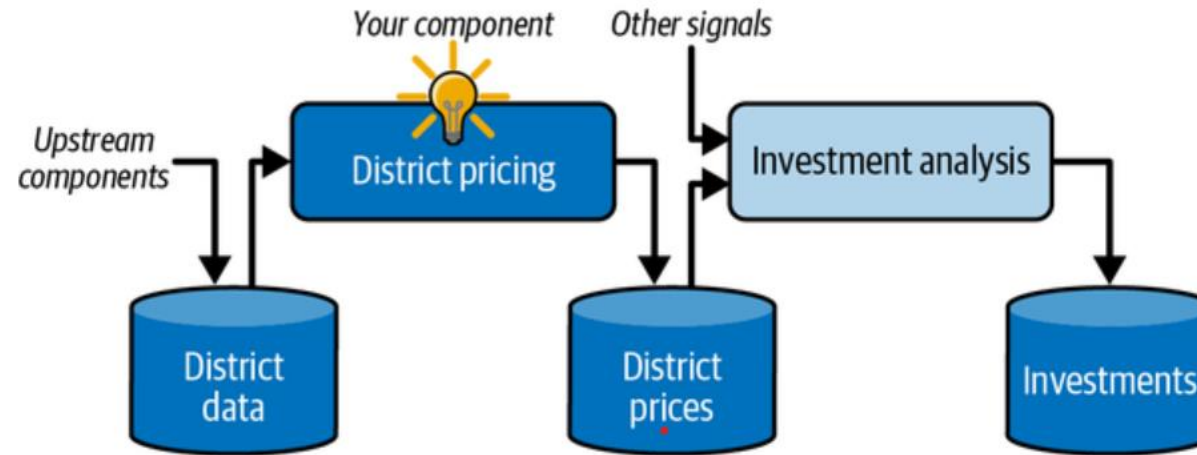 Your component
Other signals
Upstream
components
District pricing
Investment analysis
District
data
District
prices
Investments